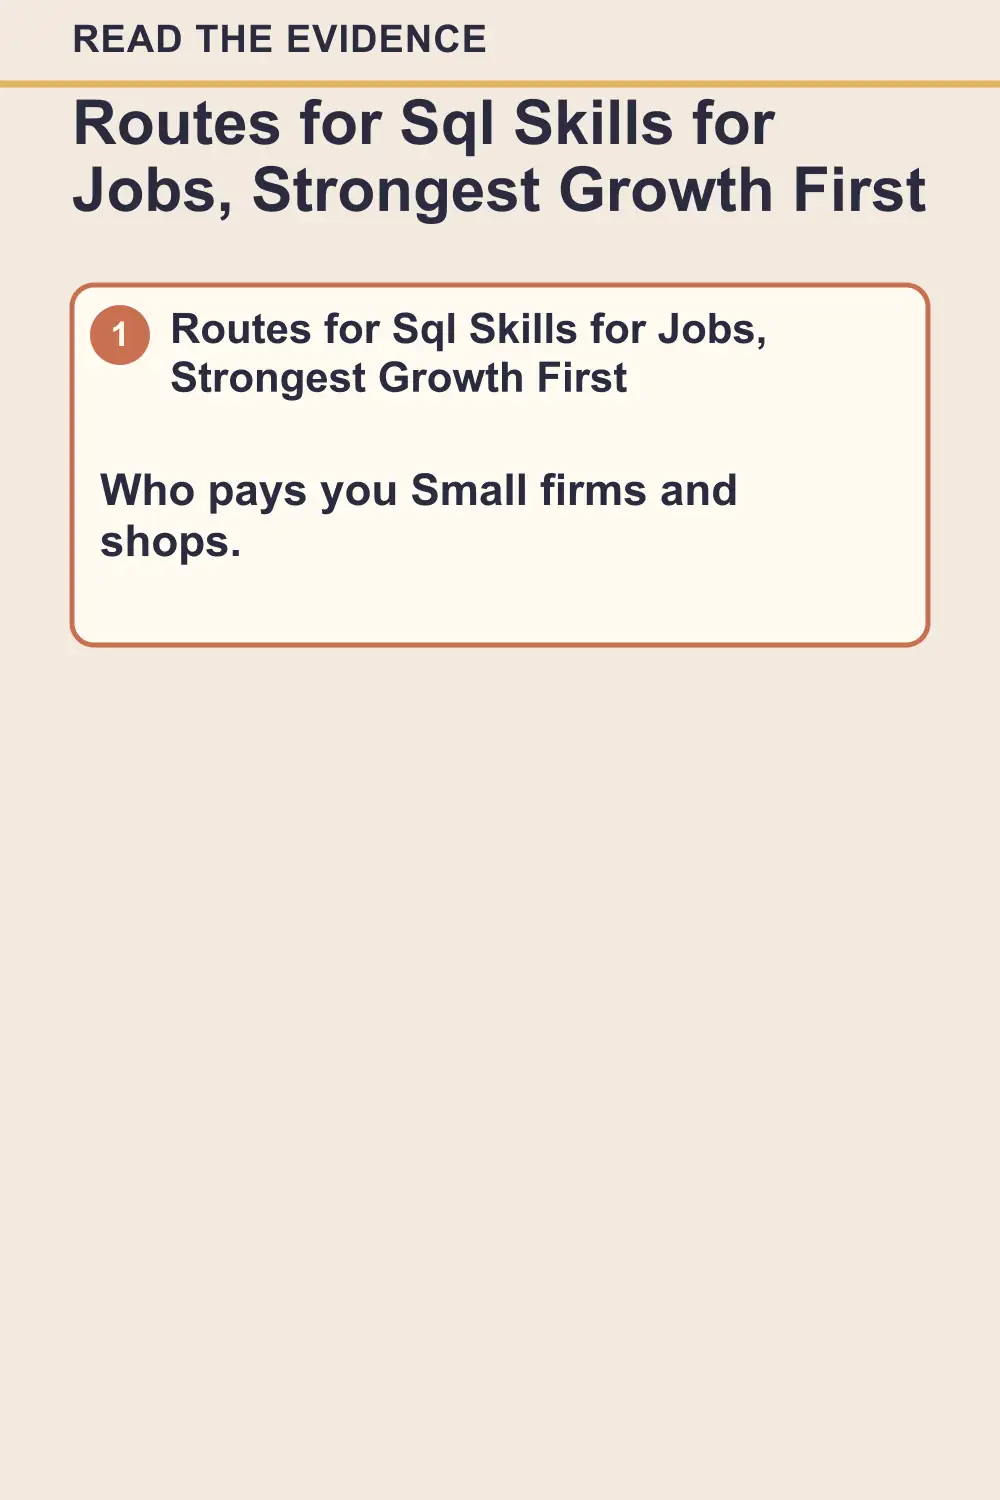 READ THE EVIDENCE
Routes for Sql Skills for
Jobs, Strongest Growth First
1
Routes for Sql Skills for Jobs,
Strongest Growth First
Who pays you Small firms and
shops.